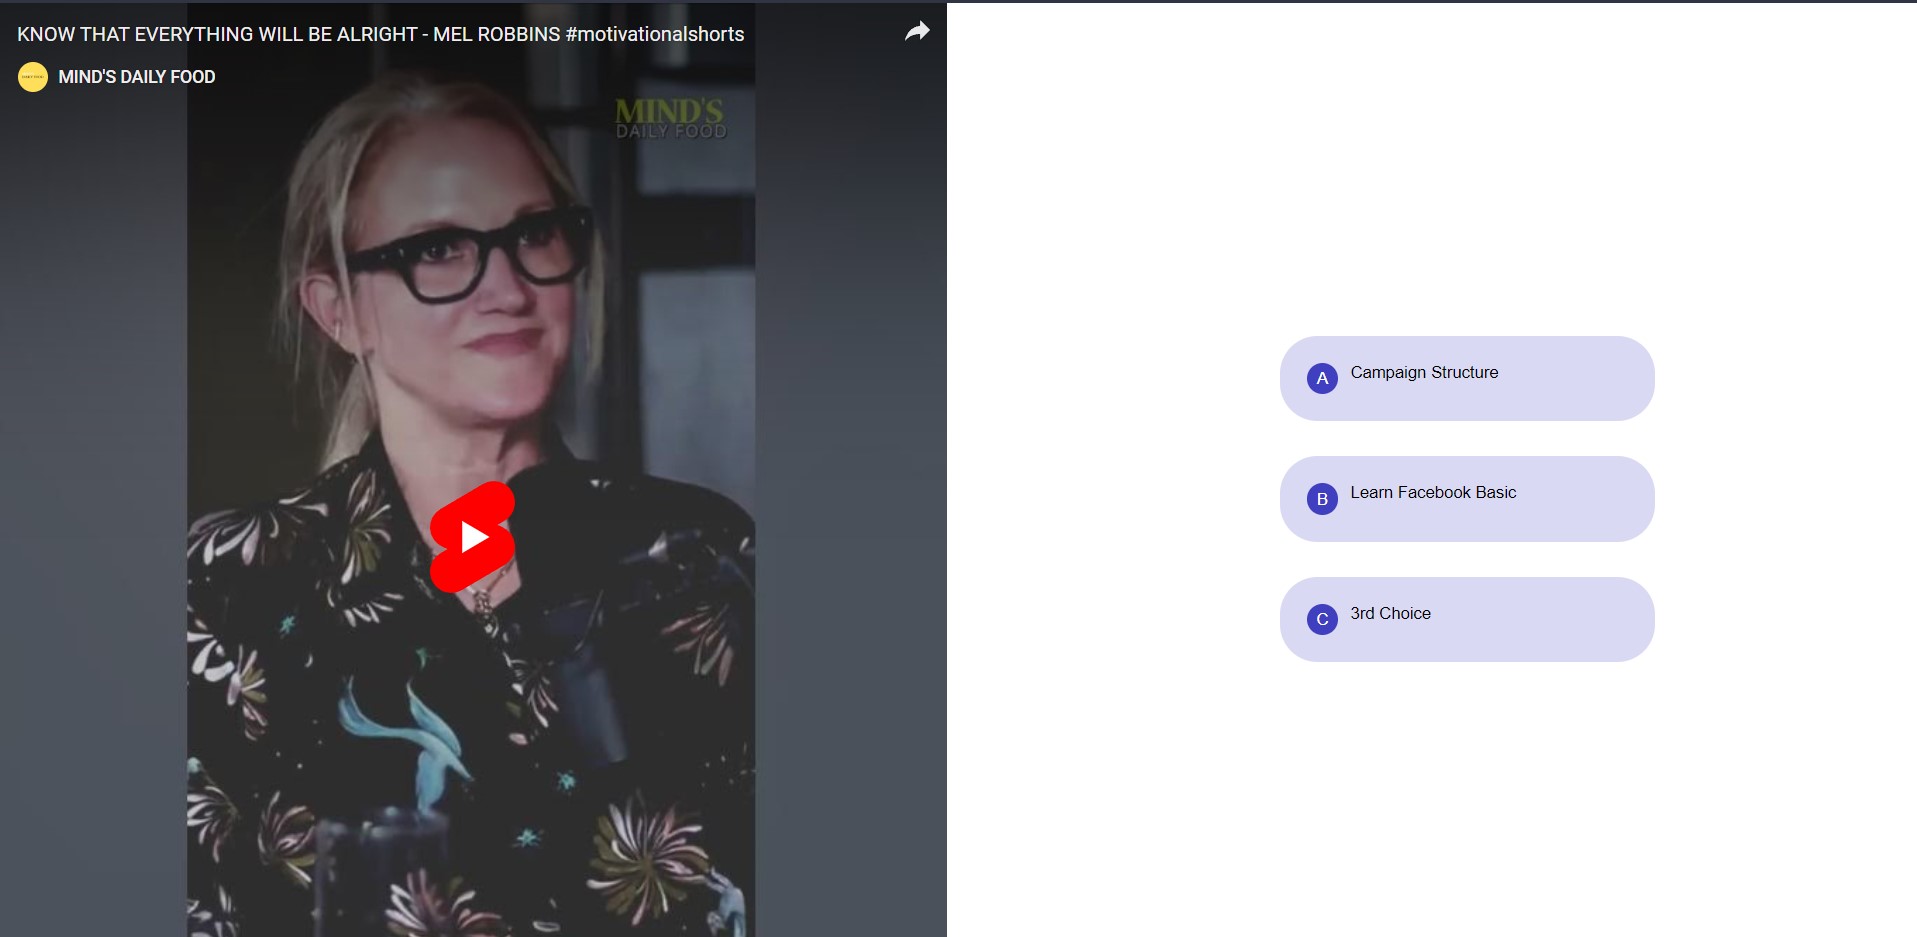 KNOW THAT EVERYTHING WILL BE ALRIGHT - MEL ROBBINS #motivationalshorts
MIND'S DAILY FOOD
MIND'S
DAILY FOOD
A Campaign Structure
B Learn Facebook Basic
C 3rd Choice